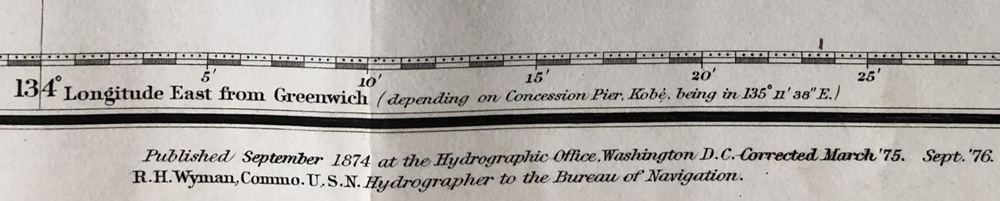 5' 10' 15' 20' 25'
134° Longitude East from Greenwich (depending on Concession Pier, Kobé, being in 135° 11' 38" E.)
Published September 1874 at the Hydrographic Office, Washington D.C. Corrected March '75. Sept. '76.
R.H. Wyman, Commo. U.S.N. Hydrographer to the Bureau of Navigation.